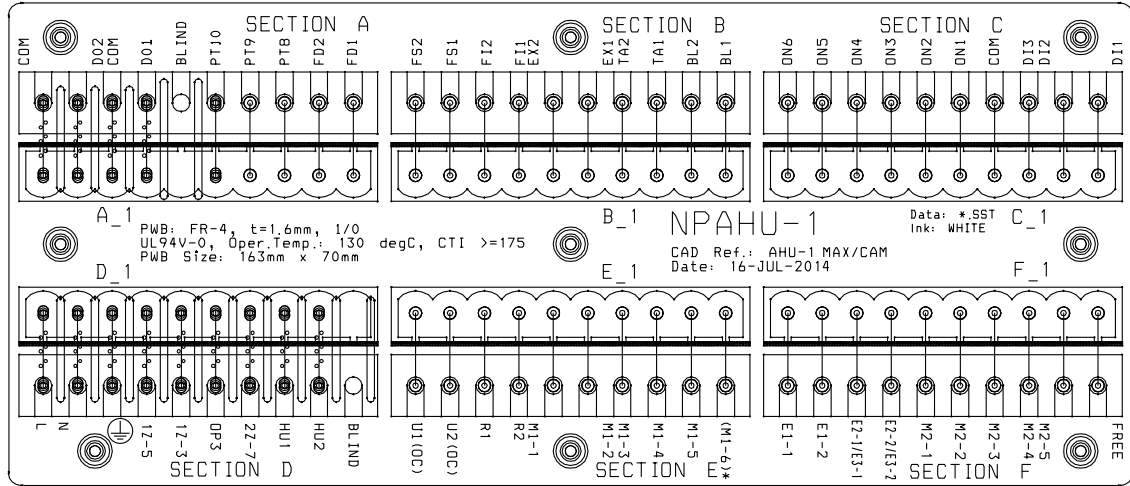 SECTION A
SECTION B
SECTION C
COM
DO2
COM
DO1
BLIND
PT10
PT9
PT8
FD2
FD1
FS2
FS1
FI2
FI1
EX2
EX1
TA2
TA1
BL2
BL1
ON6
ON5
ON4
ON3
ON2
ON1
COM
DI3
DI2
DI1
A_1
B_1
NPAHU-1
Data: *.SST
Ink: WHITE
C_1
PWB: FR-4, t=1.6mm, 1/0
UL94V-0, Oper.Temp.: 130 degC, CTI >=175
PWB Size: 163mm x 70mm
CAD Ref.: AHU-1 MAX/CAM
Date: 16-JUL-2014
D_1
E_1
F_1
L
N
1Z-5
1Z-3
OP3
2Z-7
HU1
HU2
BLIND
U1(OC)
U2(OC)
R1
R2
M1-1
M1-2
M1-3
M1-4
M1-5
(M1-6)*
E1-1
E1-2
E2-1/E3-1
E2-2/E3-2
M2-1
M2-2
M2-3
M2-4
M2-5
FREE
SECTION D
SECTION E
SECTION F